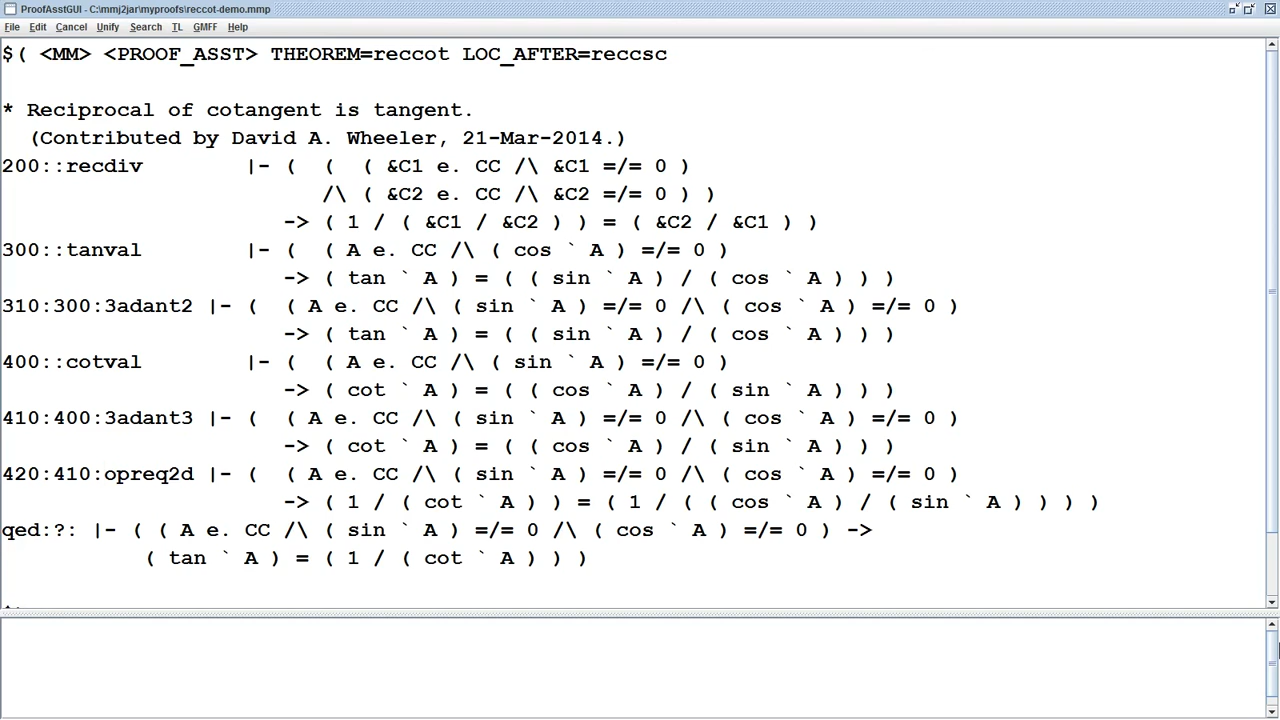 ProofAsstGUI - C:\mmj2jar\myproofs\reccot-demo.mmp
File Edit Cancel Unify Search TL GMFF Help
$( <MM> <PROOF_ASST> THEOREM=reccot LOC_AFTER=reccsc
* Reciprocal of cotangent is tangent.
(Contributed by David A. Wheeler, 21-Mar-2014.)
200::recdiv |- ( ( ( &C1 e. CC /\ &C1 =/= 0 )
/\ ( &C2 e. CC /\ &C2 =/= 0 ) )
-> ( 1 / ( &C1 / &C2 ) ) = ( &C2 / &C1 ) )
300::tanval |- ( ( A e. CC /\ ( cos ` A ) =/= 0 )
-> ( tan ` A ) = ( ( sin ` A ) / ( cos ` A ) ) )
310:300:3adant2 |- ( ( A e. CC /\ ( sin ` A ) =/= 0 /\ ( cos ` A ) =/= 0 )
-> ( tan ` A ) = ( ( sin ` A ) / ( cos ` A ) ) )
400::cotval |- ( ( A e. CC /\ ( sin ` A ) =/= 0 )
-> ( cot ` A ) = ( ( cos ` A ) / ( sin ` A ) ) )
410:400:3adant3 |- ( ( A e. CC /\ ( sin ` A ) =/= 0 /\ ( cos ` A ) =/= 0 )
-> ( cot ` A ) = ( ( cos ` A ) / ( sin ` A ) ) )
420:410:opreq2d |- ( ( A e. CC /\ ( sin ` A ) =/= 0 /\ ( cos ` A ) =/= 0 )
-> ( 1 / ( cot ` A ) ) = ( 1 / ( ( cos ` A ) / ( sin ` A ) ) ) )
qed:?: |- ( ( A e. CC /\ ( sin ` A ) =/= 0 /\ ( cos ` A ) =/= 0 ) ->
( tan ` A ) = ( 1 / ( cot ` A ) ) )